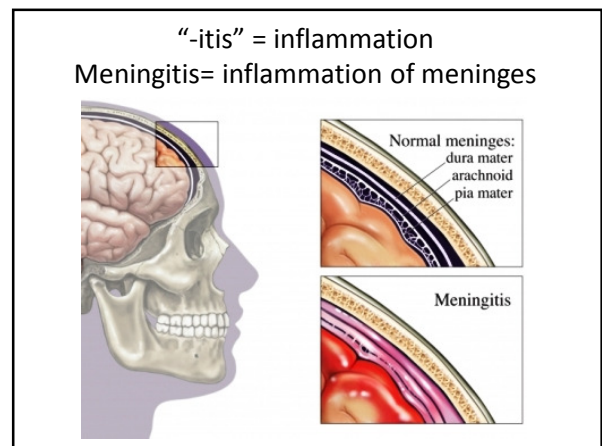 “-itis” = inflammation
Meningitis= inflammation of meninges
Normal meninges:
dura mater
arachnoid
pia mater
Meningitis